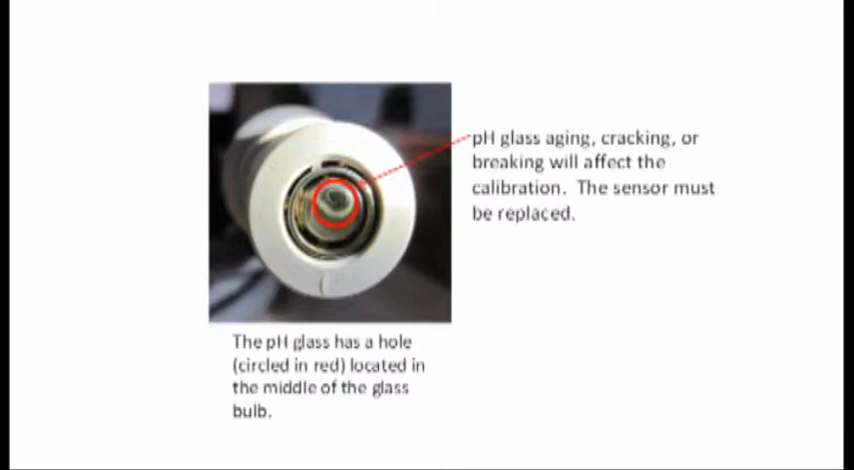 pH glass aging, cracking, or
breaking will affect the
calibration. The sensor must
be replaced.
The pH glass has a hole
(circled in red) located in
the middle of the glass
bulb.